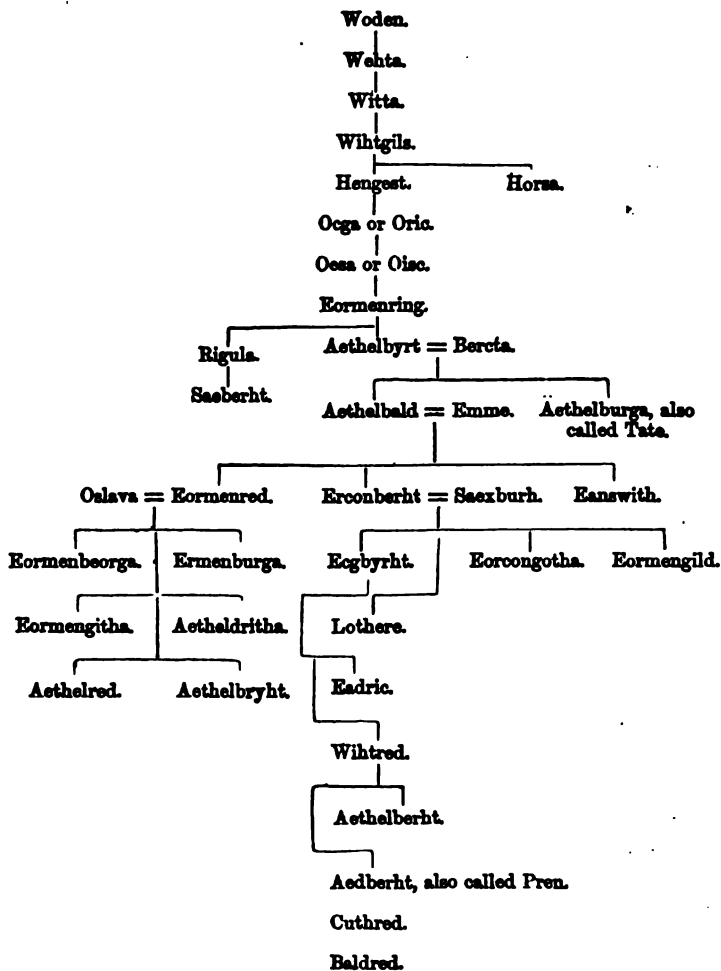 Woden.
Wehta.
Witta.
Wihtgils.
Hengest. Horsa.
Ocga or Oric.
Oesa or Oisc.
Eormenring.
Rigula. Aethelbyrt = Bercta.
Saeberht.
Aethelbald = Emme. Aethelburga, also
called Tate.
Oslava = Eormenred. Erconberht = Saexburh. Eanswith.
Eormenbeorga. Ermenburga. Ecgbyrht. Eorcongotha. Eormengild.
Eormengitha. Aetheldritha. Lothere.
Aethelred. Aethelbryht. Eadric.
Wihtred.
Aethelberht.
Aedberht, also called Pren.
Cuthred.
Baldred.